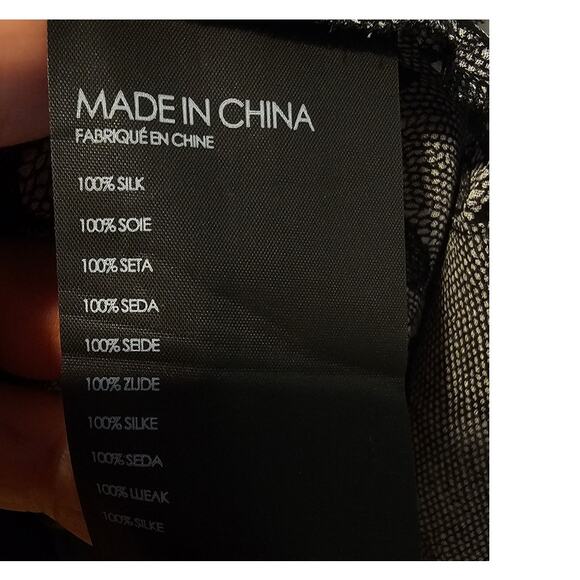 MADE IN CHINA
FABRIQUÉ EN CHINE
100% SILK
100% SOIE
100% SETA
100% SEDA
100% SEIDE
100% ZIJDE
100% SILKE
100% SEDA
100% ШЕЛК
100% SILKE